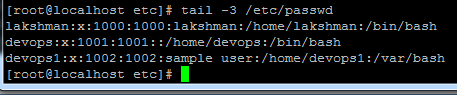 [root@localhost etc]# tail -3 /etc/passwd
lakshman:x:1000:1000:lakshman:/home/lakshman:/bin/bash
devops:x:1001:1001::/home/devops:/bin/bash
devops1:x:1002:1002:sample user:/home/devops1:/var/bash
[root@localhost etc]#